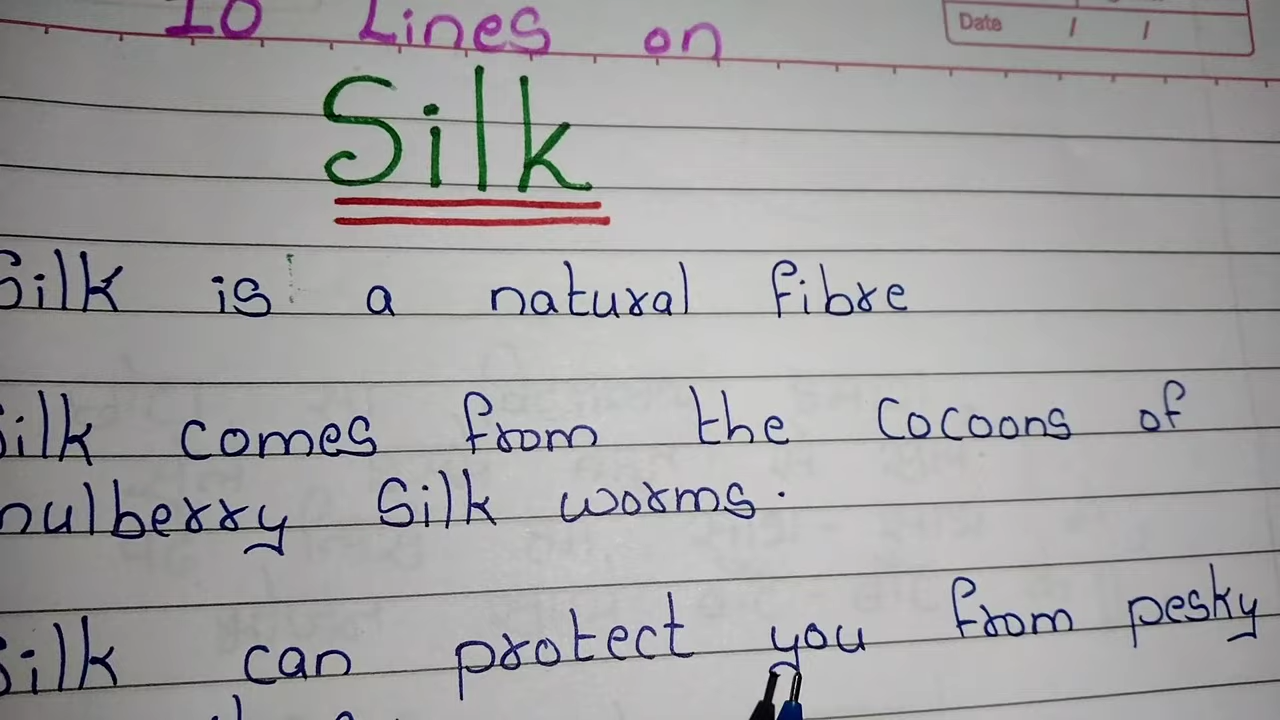 10 Lines on
Date / /
Silk
Silk is a natural fibre
Silk comes from the Cocoons of
mulberry Silk worms.
Silk can protect you from pesky